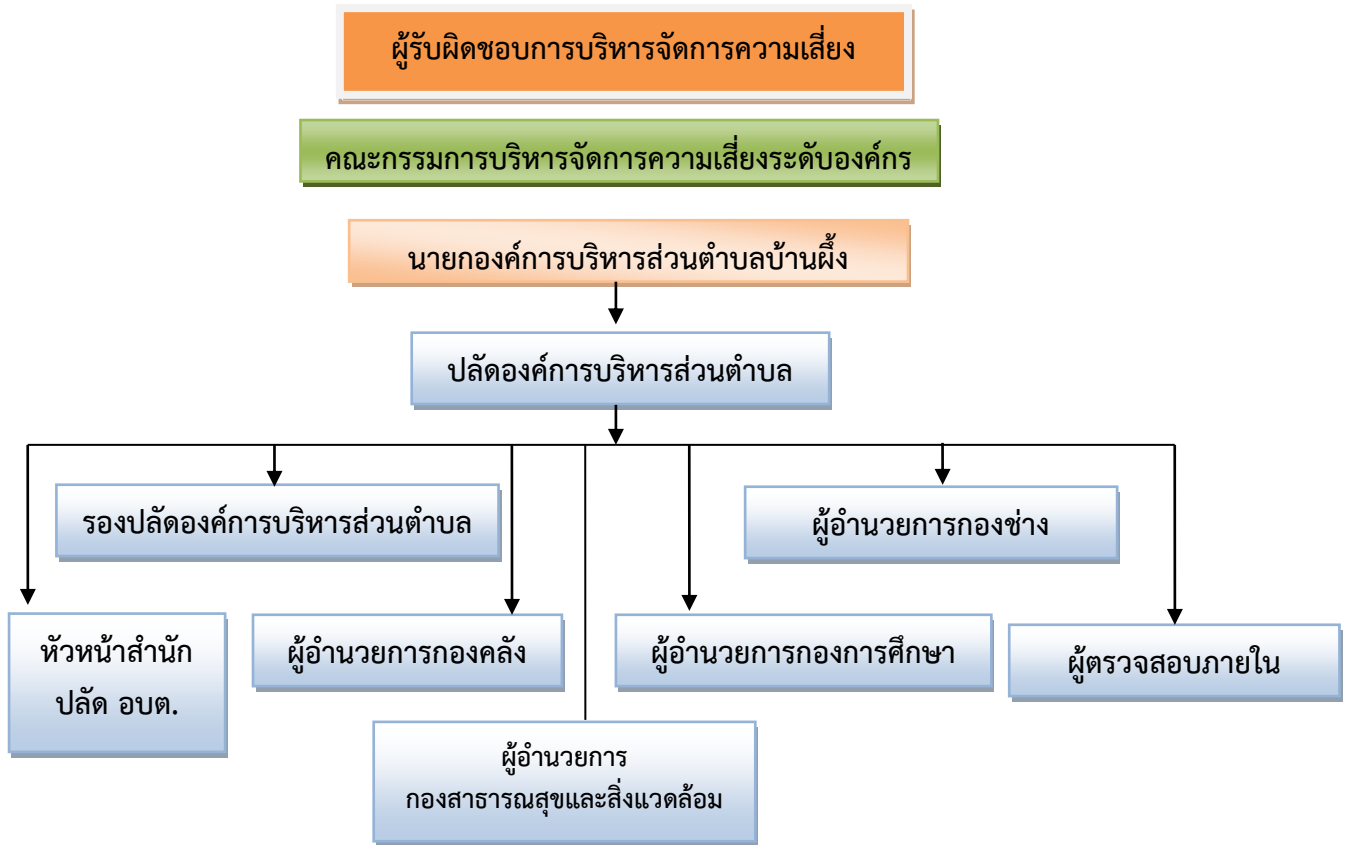 ผู้รับผิดชอบการบริหารจัดการความเสี่ยง
คณะกรรมการบริหารจัดการความเสี่ยงระดับองค์กร
นายกองค์การบริหารส่วนตำบลบ้านผึ้ง
ปลัดองค์การบริหารส่วนตำบล
รองปลัดองค์การบริหารส่วนตำบล
ผู้อำนวยการกองช่าง
หัวหน้าสำนัก
ปลัด อบต.
ผู้อำนวยการกองคลัง
ผู้อำนวยการกองการศึกษา
ผู้ตรวจสอบภายใน
ผู้อำนวยการ
กองสาธารณสุขและสิ่งแวดล้อม